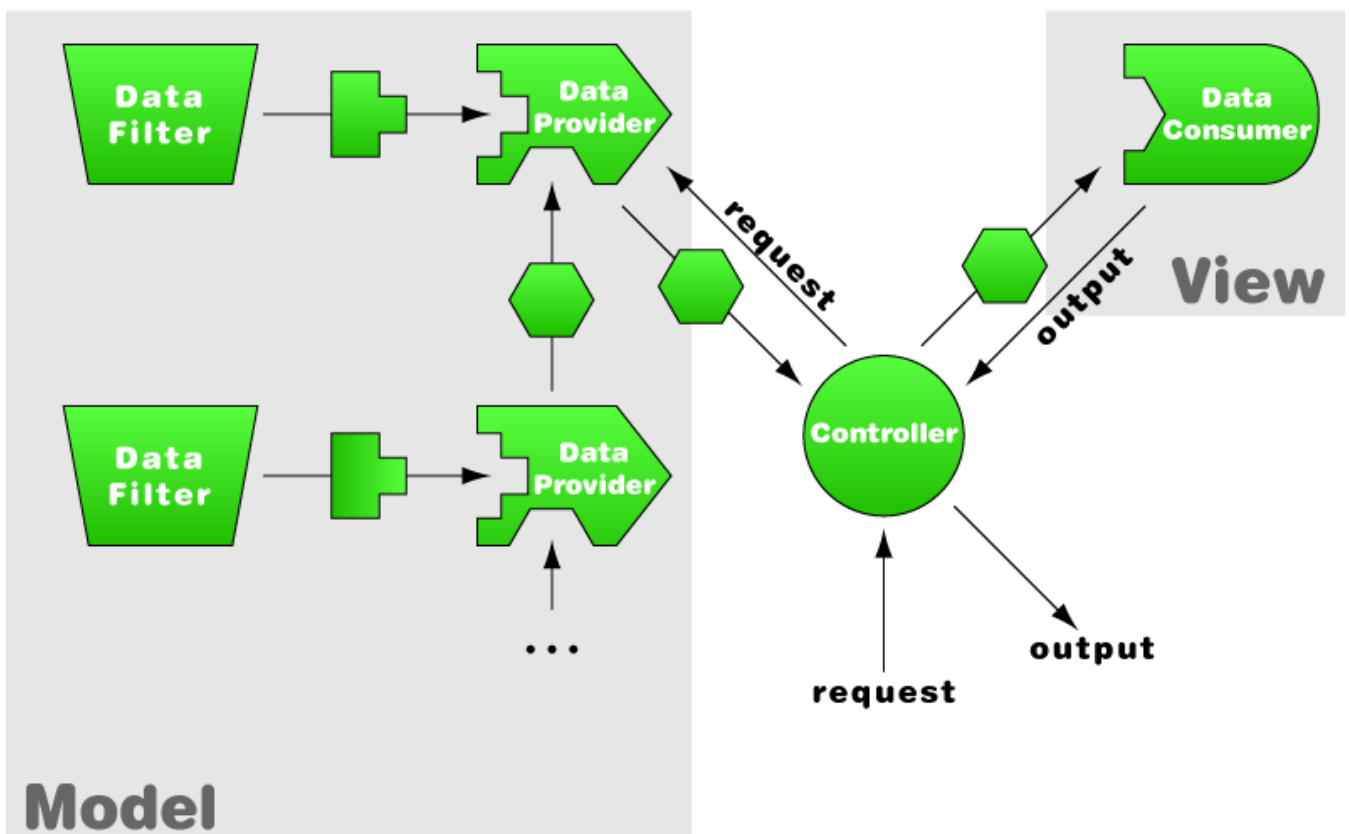 Data
Filter
Data
Provider
Data
Consumer
request
output
View
Data
Filter
Data
Provider
Controller
...
request
output
Model